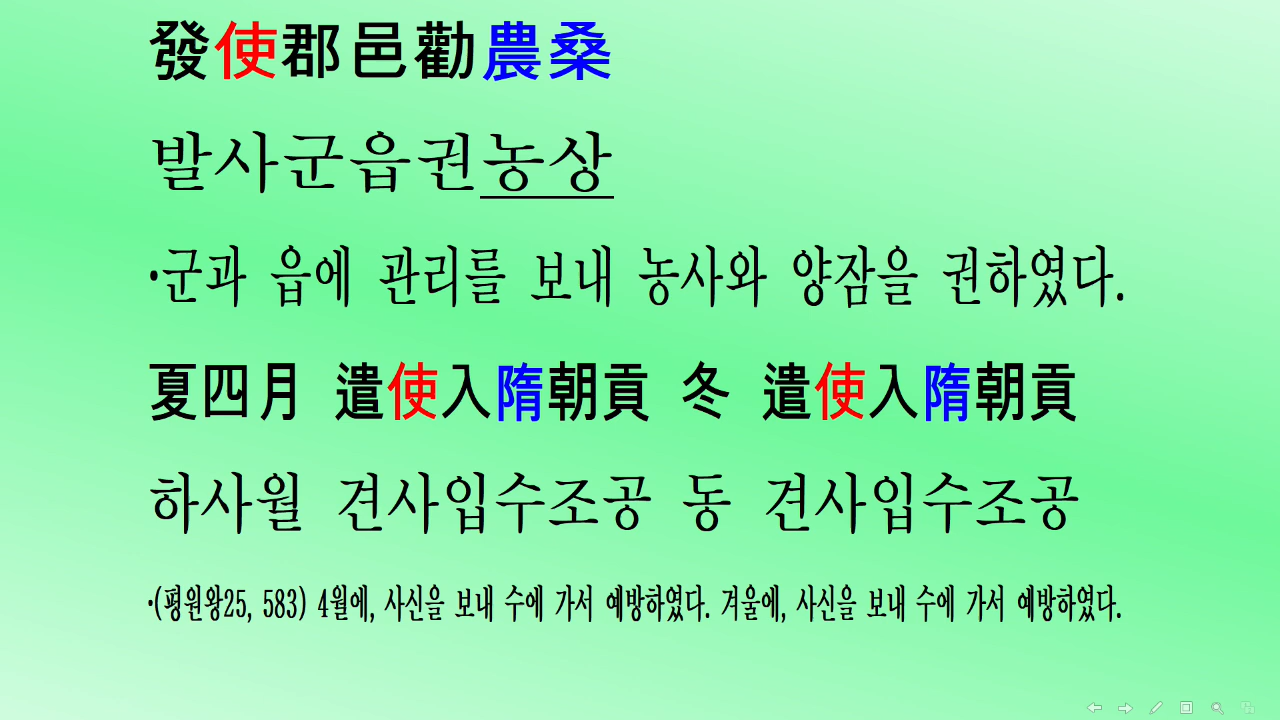 發使郡邑勸農桑
발사군읍권농상
·군과 읍에 관리를 보내 농사와 양잠을 권하였다.
夏四月 遣使入隋朝貢 冬 遣使入隋朝貢
하사월 견사입수조공 동 견사입수조공
·(평원왕25, 583) 4월에, 사신을 보내 수에 가서 예방하였다. 겨울에, 사신을 보내 수에 가서 예방하였다.